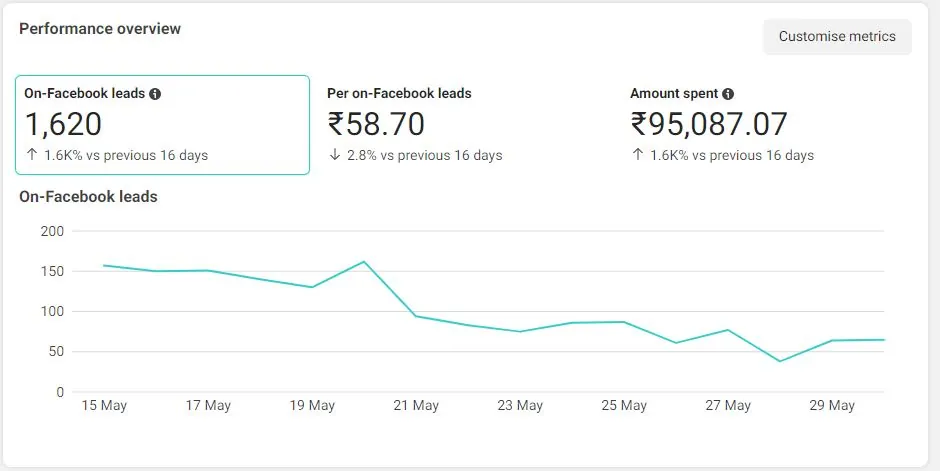 Performance overview
Customise metrics
On-Facebook leads
1,620
↑ 1.6K% vs previous 16 days
Per on-Facebook leads
₹58.70
↓ 2.8% vs previous 16 days
Amount spent
₹95,087.07
↑ 1.6K% vs previous 16 days
On-Facebook leads
200
150
100
50
0
15 May 17 May 19 May 21 May 23 May 25 May 27 May 29 May